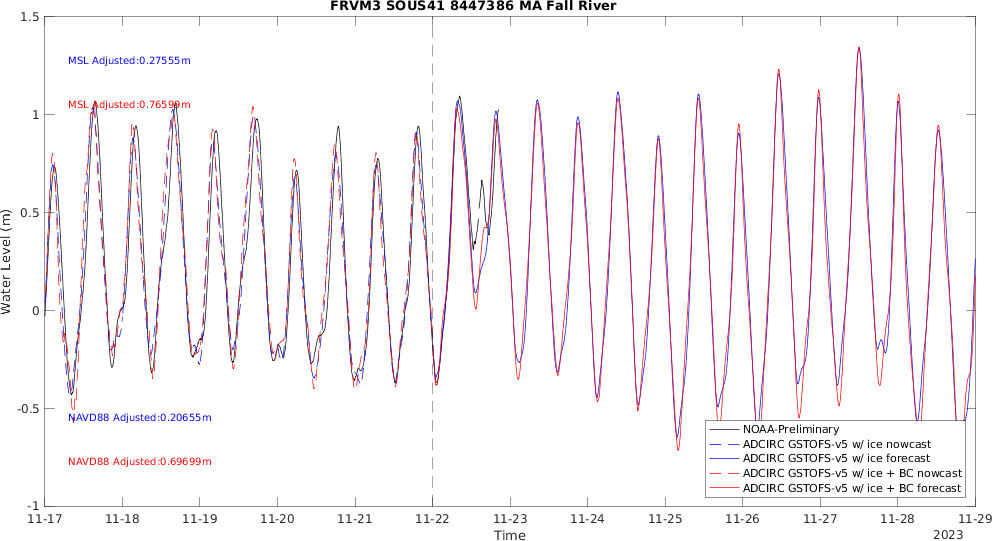 FRVM3 SOUS41 8447386 MA Fall River
1.5
MSL Adjusted:0.27555m
MSL Adjusted:0.76599m
1
0.5
Water Level (m)
0
-0.5
NAVD88 Adjusted:0.20655m
NAVD88 Adjusted:0.69699m
NOAA-Preliminary
ADCIRC GSTOFS-v5 w/ ice nowcast
ADCIRC GSTOFS-v5 w/ ice forecast
ADCIRC GSTOFS-v5 w/ ice + BC nowcast
ADCIRC GSTOFS-v5 w/ ice + BC forecast
-1
11-17 11-18 11-19 11-20 11-21 11-22 11-23 11-24 11-25 11-26 11-27 11-28 11-29
Time
2023